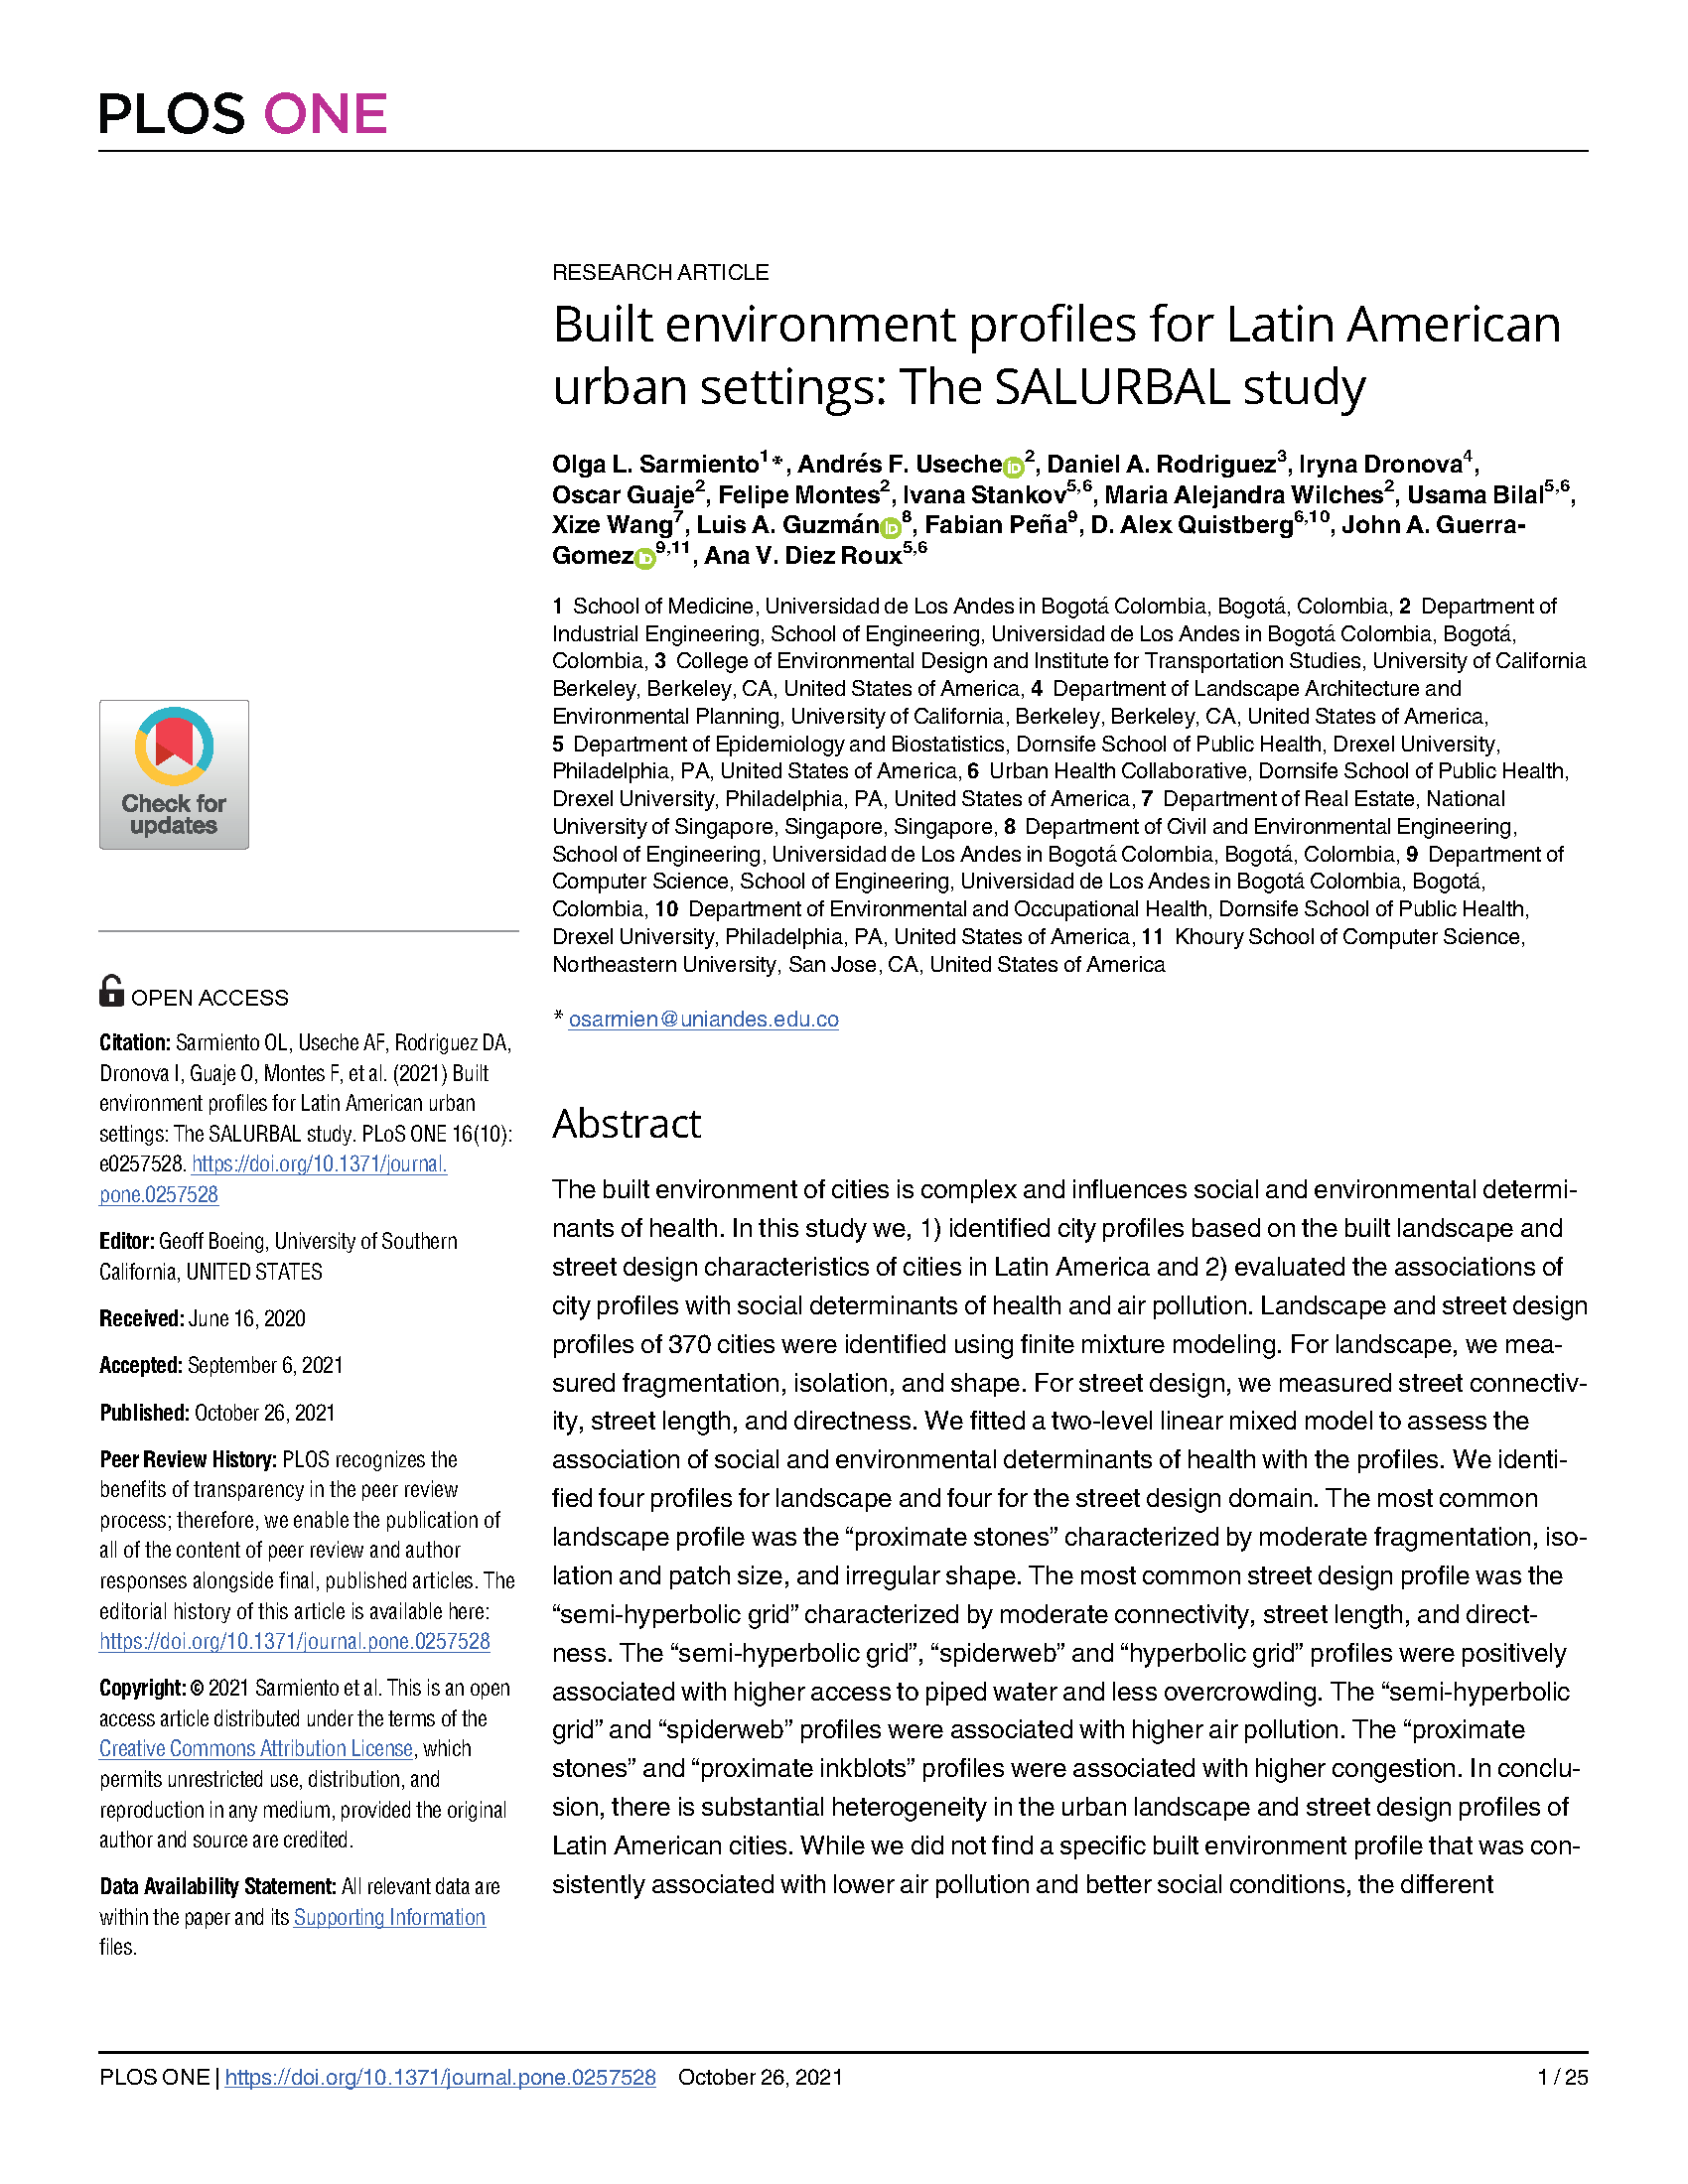 PLOS ONE
RESEARCH ARTICLE
Built environment profiles for Latin American
urban settings: The SALURBAL study
Olga L. Sarmiento1*, Andrés F. Useche iD 2, Daniel A. Rodriguez3, Iryna Dronova4,
Oscar Guaje2, Felipe Montes2, Ivana Stankov5,6, Maria Alejandra Wilches2, Usama Bilal5,6,
Xize Wang7, Luis A. Guzmán iD 8, Fabian Peña9, D. Alex Quistberg6,10, John A. Guerra-
Gomez iD 9,11, Ana V. Diez Roux5,6
1 School of Medicine, Universidad de Los Andes in Bogotá Colombia, Bogotá, Colombia, 2 Department of
Industrial Engineering, School of Engineering, Universidad de Los Andes in Bogotá Colombia, Bogotá,
Colombia, 3 College of Environmental Design and Institute for Transportation Studies, University of California
Berkeley, Berkeley, CA, United States of America, 4 Department of Landscape Architecture and
Environmental Planning, University of California, Berkeley, Berkeley, CA, United States of America,
5 Department of Epidemiology and Biostatistics, Dornsife School of Public Health, Drexel University,
Philadelphia, PA, United States of America, 6 Urban Health Collaborative, Dornsife School of Public Health,
Drexel University, Philadelphia, PA, United States of America, 7 Department of Real Estate, National
University of Singapore, Singapore, Singapore, 8 Department of Civil and Environmental Engineering,
School of Engineering, Universidad de Los Andes in Bogotá Colombia, Bogotá, Colombia, 9 Department of
Computer Science, School of Engineering, Universidad de Los Andes in Bogotá Colombia, Bogotá,
Colombia, 10 Department of Environmental and Occupational Health, Dornsife School of Public Health,
Drexel University, Philadelphia, PA, United States of America, 11 Khoury School of Computer Science,
Northeastern University, San Jose, CA, United States of America
* osarmien@uniandes.edu.co
Abstract
The built environment of cities is complex and influences social and environmental determi-
nants of health. In this study we, 1) identified city profiles based on the built landscape and
street design characteristics of cities in Latin America and 2) evaluated the associations of
city profiles with social determinants of health and air pollution. Landscape and street design
profiles of 370 cities were identified using finite mixture modeling. For landscape, we mea-
sured fragmentation, isolation, and shape. For street design, we measured street connectiv-
ity, street length, and directness. We fitted a two-level linear mixed model to assess the
association of social and environmental determinants of health with the profiles. We identi-
fied four profiles for landscape and four for the street design domain. The most common
landscape profile was the “proximate stones” characterized by moderate fragmentation, iso-
lation and patch size, and irregular shape. The most common street design profile was the
“semi-hyperbolic grid” characterized by moderate connectivity, street length, and direct-
ness. The “semi-hyperbolic grid”, “spiderweb” and “hyperbolic grid” profiles were positively
associated with higher access to piped water and less overcrowding. The “semi-hyperbolic
grid” and “spiderweb” profiles were associated with higher air pollution. The “proximate
stones” and “proximate inkblots” profiles were associated with higher congestion. In conclu-
sion, there is substantial heterogeneity in the urban landscape and street design profiles of
Latin American cities. While we did not find a specific built environment profile that was con-
sistently associated with lower air pollution and better social conditions, the different
Check for
updates
OPEN ACCESS
Citation: Sarmiento OL, Useche AF, Rodriguez DA,
Dronova I, Guaje O, Montes F, et al. (2021) Built
environment profiles for Latin American urban
settings: The SALURBAL study. PLoS ONE 16(10):
e0257528. https://doi.org/10.1371/journal.
pone.0257528
Editor: Geoff Boeing, University of Southern
California, UNITED STATES
Received: June 16, 2020
Accepted: September 6, 2021
Published: October 26, 2021
Peer Review History: PLOS recognizes the
benefits of transparency in the peer review
process; therefore, we enable the publication of
all of the content of peer review and author
responses alongside final, published articles. The
editorial history of this article is available here:
https://doi.org/10.1371/journal.pone.0257528
Copyright: © 2021 Sarmiento et al. This is an open
access article distributed under the terms of the
Creative Commons Attribution License, which
permits unrestricted use, distribution, and
reproduction in any medium, provided the original
author and source are credited.
Data Availability Statement: All relevant data are
within the paper and its Supporting Information
files.
PLOS ONE | https://doi.org/10.1371/journal.pone.0257528 October 26, 2021
1 / 25